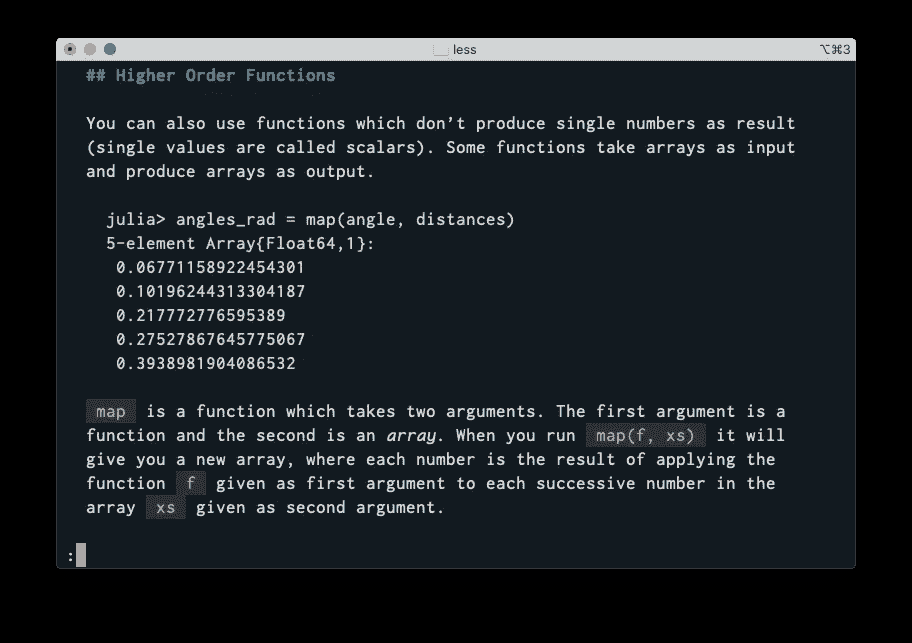 less
⌥⌘3
## Higher Order Functions
You can also use functions which don’t produce single numbers as result
(single values are called scalars). Some functions take arrays as input
and produce arrays as output.
julia> angles_rad = map(angle, distances)
5-element Array{Float64,1}:
0.06771158922454301
0.10196244313304187
0.217772776595389
0.27527867645775067
0.3938981904086532
map is a function which takes two arguments. The first argument is a
function and the second is an array. When you run map(f, xs) it will
give you a new array, where each number is the result of applying the
function f given as first argument to each successive number in the
array xs given as second argument.
: